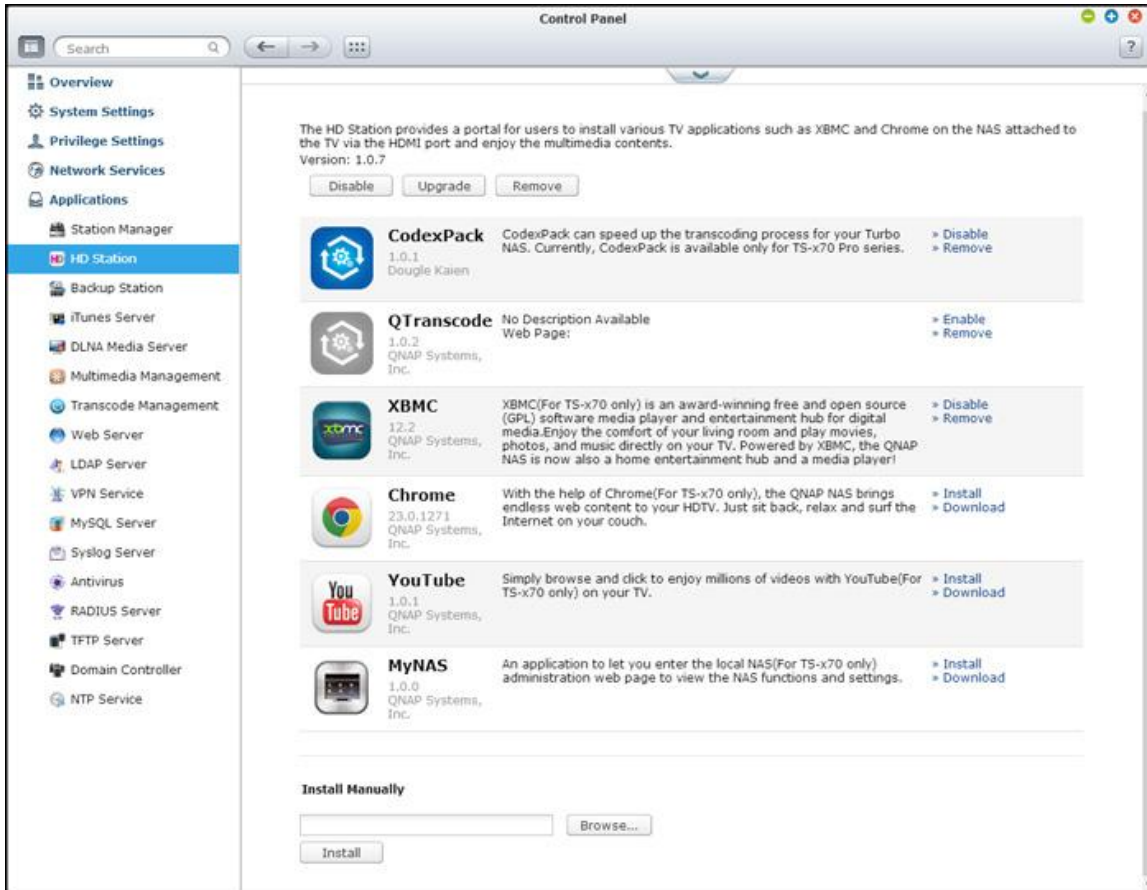 Control Panel
Search
?
Overview
System Settings
Privilege Settings
Network Services
Applications
Station Manager
HD HD Station
Backup Station
iTunes Server
DLNA Media Server
Multimedia Management
Transcode Management
Web Server
LDAP Server
VPN Service
MySQL Server
Syslog Server
Antivirus
RADIUS Server
TFTP Server
Domain Controller
NTP Service
The HD Station provides a portal for users to install various TV applications such as XBMC and Chrome on the NAS attached to
the TV via the HDMI port and enjoy the multimedia contents.
Version: 1.0.7
Disable Upgrade Remove
CodexPack
1.0.1
Dougle Kaien
CodexPack can speed up the transcoding process for your Turbo
NAS. Currently, CodexPack is available only for TS-x70 Pro series.
» Disable
» Remove
QTranscode
1.0.2
QNAP Systems,
Inc.
No Description Available
Web Page:
» Enable
» Remove
xbmc
XBMC
12.2
QNAP Systems,
Inc.
XBMC(For TS-x70 only) is an award-winning free and open source
(GPL) software media player and entertainment hub for digital
media.Enjoy the comfort of your living room and play movies,
photos, and music directly on your TV. Powered by XBMC, the QNAP
NAS is now also a home entertainment hub and a media player!
» Disable
» Remove
Chrome
23.0.1271
QNAP Systems,
Inc.
With the help of Chrome(For TS-x70 only), the QNAP NAS brings
endless web content to your HDTV. Just sit back, relax and surf the
Internet on your couch.
» Install
» Download
You
Tube
YouTube
1.0.1
QNAP Systems,
Inc.
Simply browse and click to enjoy millions of videos with YouTube(For
TS-x70 only) on your TV.
» Install
» Download
MyNAS
1.0.0
QNAP Systems,
Inc.
An application to let you enter the local NAS(For TS-x70 only)
administration web page to view the NAS functions and settings.
» Install
» Download
Install Manually
Browse...
Install